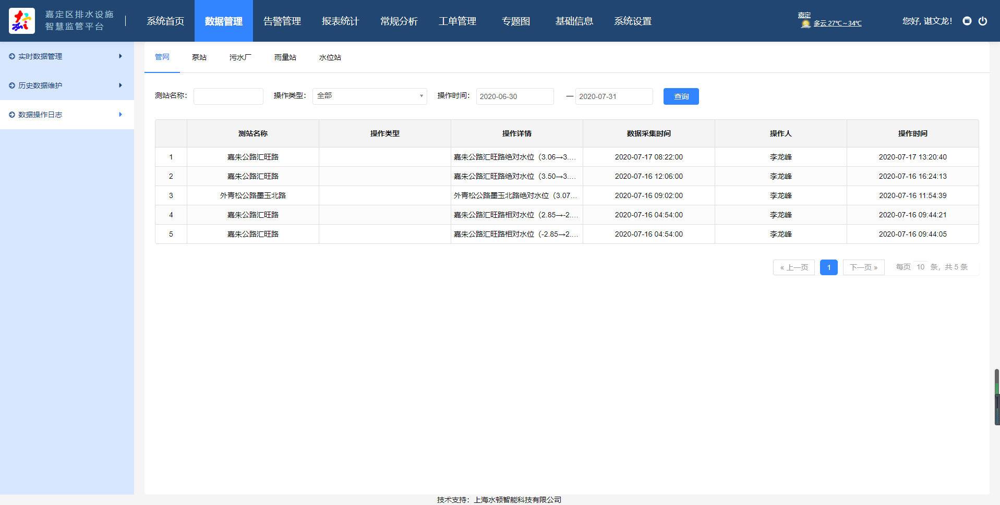 嘉定区排水设施
智慧监管平台
系统首页 数据管理 告警管理 报表统计 常规分析 工单管理 专题图 基础信息 系统设置
嘉定
多云 27℃~34℃
您好, 谌文龙!
实时数据管理
历史数据维护
数据操作日志
管网 泵站 污水厂 雨量站 水位站
测站名称: 操作类型: 全部 操作时间: 2020-06-30 — 2020-07-31 查询
测站名称 操作类型 操作详情 数据采集时间 操作人 操作时间
1 嘉朱公路汇旺路 嘉朱公路汇旺路绝对水位（3.06→3.... 2020-07-17 08:22:00 李龙峰 2020-07-17 13:20:40
2 嘉朱公路汇旺路 嘉朱公路汇旺路绝对水位（3.50→3.... 2020-07-16 12:06:00 李龙峰 2020-07-16 16:24:13
3 外青松公路墨玉北路 外青松公路墨玉北路绝对水位（3.07... 2020-07-16 09:02:00 李龙峰 2020-07-16 11:54:39
4 嘉朱公路汇旺路 嘉朱公路汇旺路相对水位（2.85→-2.... 2020-07-16 04:54:00 李龙峰 2020-07-16 09:44:21
5 嘉朱公路汇旺路 嘉朱公路汇旺路相对水位（-2.85→2.... 2020-07-16 04:54:00 李龙峰 2020-07-16 09:44:05
« 上一页 1 下一页 » 每页 10 条，共 5 条
技术支持：上海水顿智能科技有限公司